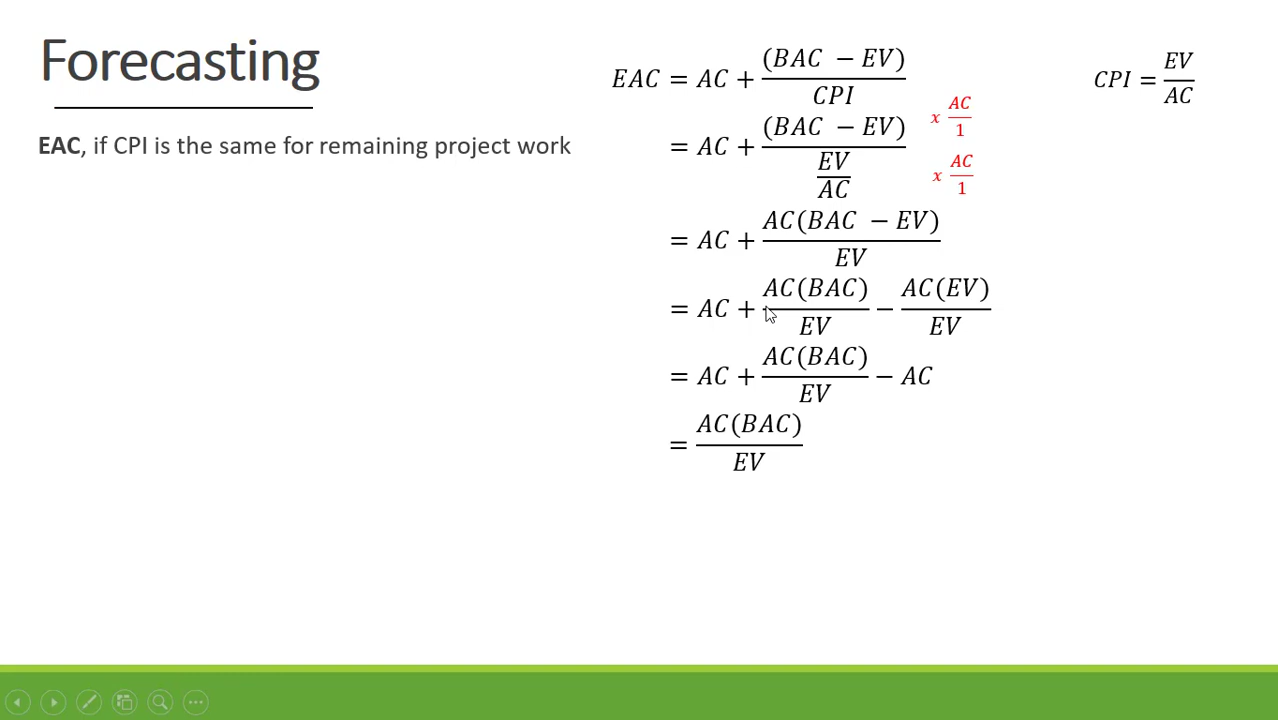 Forecasting
EAC, if CPI is the same for remaining project work
EAC = AC + (BAC − EV) / CPI
= AC + (BAC − EV) / (EV / AC) x AC / 1 x AC / 1
= AC + AC(BAC − EV) / EV
= AC + AC(BAC) / EV − AC(EV) / EV
= AC + AC(BAC) / EV − AC
= AC(BAC) / EV
CPI = EV / AC